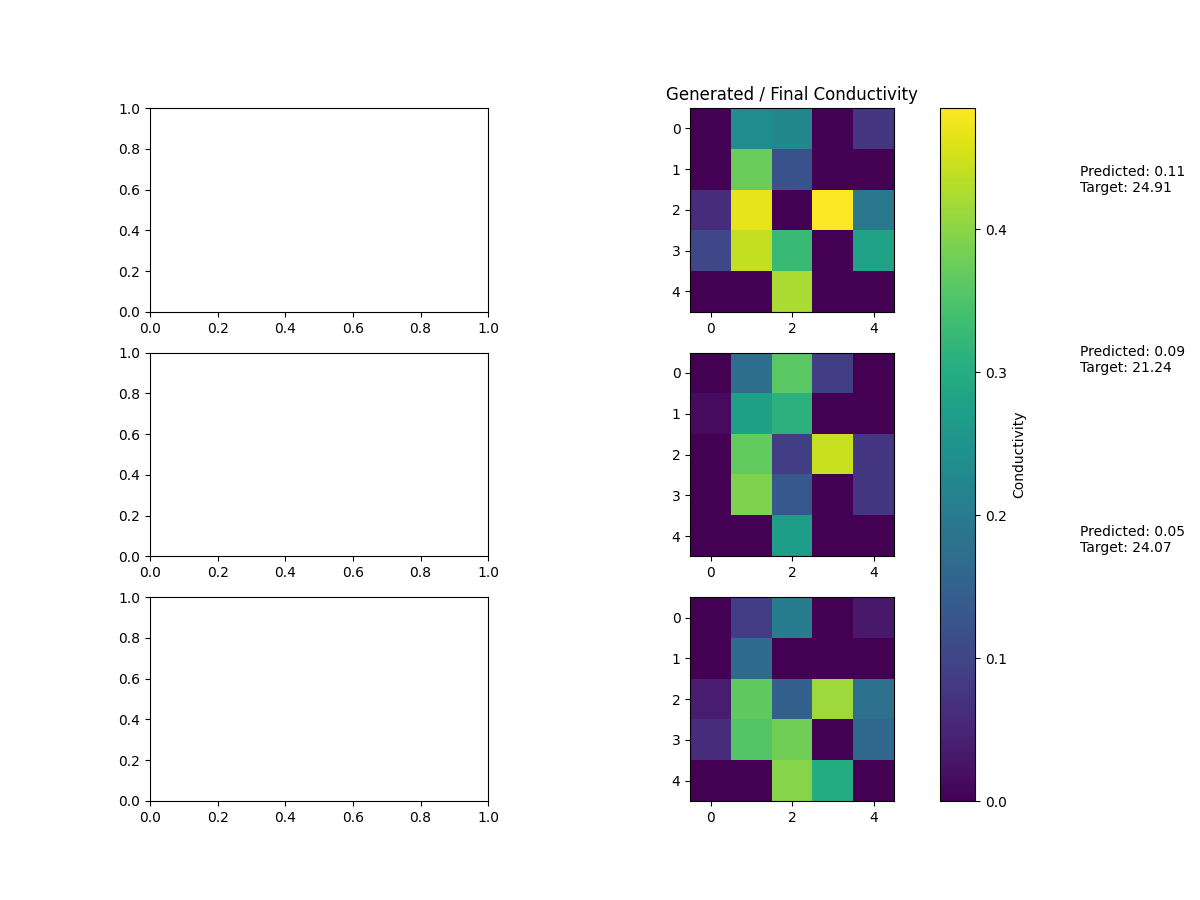 Generated / Final Conductivity
1.0
0.8
0.6
0.4
0.2
0.0
0.0 0.2 0.4 0.6 0.8 1.0
0
1
2
3
4
0 2 4
Predicted: 0.11
Target: 24.91
1.0
0.8
0.6
0.4
0.2
0.0
0.0 0.2 0.4 0.6 0.8 1.0
0
1
2
3
4
0 2 4
Predicted: 0.09
Target: 21.24
1.0
0.8
0.6
0.4
0.2
0.0
0.0 0.2 0.4 0.6 0.8 1.0
0
1
2
3
4
0 2 4
Predicted: 0.05
Target: 24.07
0.4
0.3
0.2
0.1
0.0
Conductivity